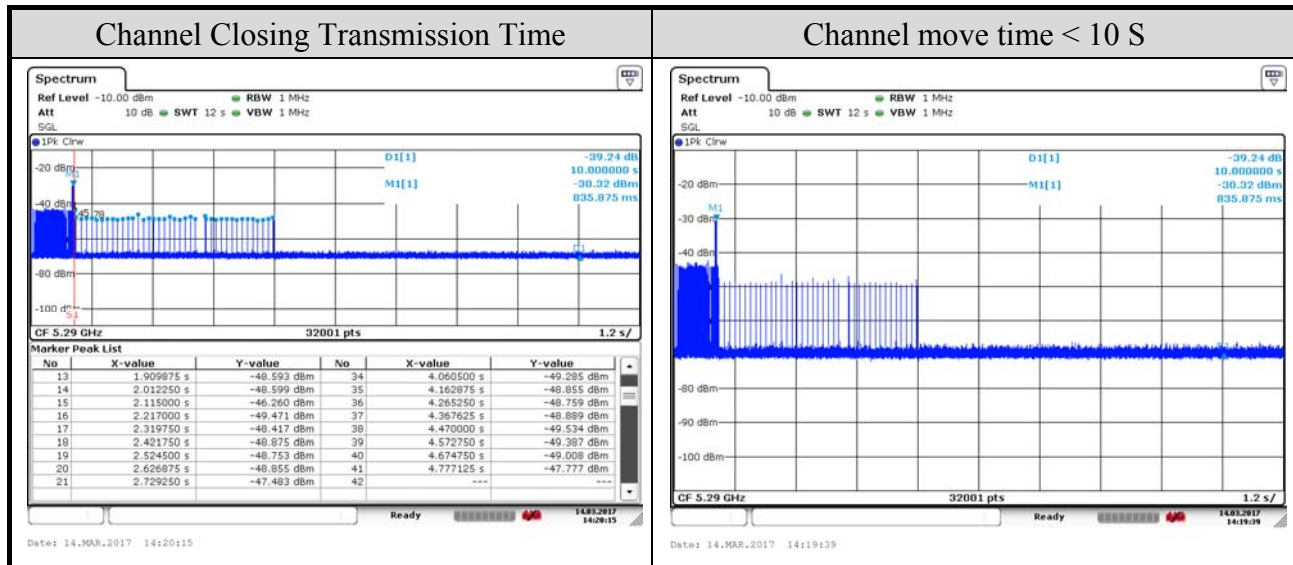 Channel Closing Transmission Time
Channel move time < 10 S
Spectrum
Ref Level -10.00 dBm RBW 1 MHz
Att 10 dB SWT 12 s VBW 1 MHz
SGL
1Pk Clrw
D1[1] -39.24 dB
10.000000 s
M1[1] -30.32 dBm
835.875 ms
-20 dBm
M1
-40 dBm
-45.78
-80 dBm
-100 d
S1
CF 5.29 GHz 32001 pts 1.2 s/
Marker Peak List
No X-value Y-value No X-value Y-value
13 1.909875 s -48.593 dBm 34 4.060500 s -49.285 dBm
14 2.012250 s -48.599 dBm 35 4.162875 s -48.855 dBm
15 2.115000 s -46.260 dBm 36 4.265250 s -48.759 dBm
16 2.217000 s -49.471 dBm 37 4.367625 s -48.889 dBm
17 2.319750 s -48.417 dBm 38 4.470000 s -49.534 dBm
18 2.421750 s -48.875 dBm 39 4.572750 s -49.387 dBm
19 2.524500 s -48.753 dBm 40 4.674750 s -49.008 dBm
20 2.626875 s -48.855 dBm 41 4.777125 s -47.777 dBm
21 2.729250 s -47.483 dBm 42 --- ---
Ready 14.03.2017
14:20:15
Date: 14.MAR.2017 14:20:15
Spectrum
Ref Level -10.00 dBm RBW 1 MHz
Att 10 dB SWT 12 s VBW 1 MHz
SGL
1Pk Clrw
D1[1] -39.24 dB
10.000000 s
M1[1] -30.32 dBm
835.875 ms
-20 dBm
M1
-30 dBm
-40 dBm
-80 dBm
-90 dBm
-100 dBm
CF 5.29 GHz 32001 pts 1.2 s/
Ready 14.03.2017
14:19:39
Date: 14.MAR.2017 14:19:39